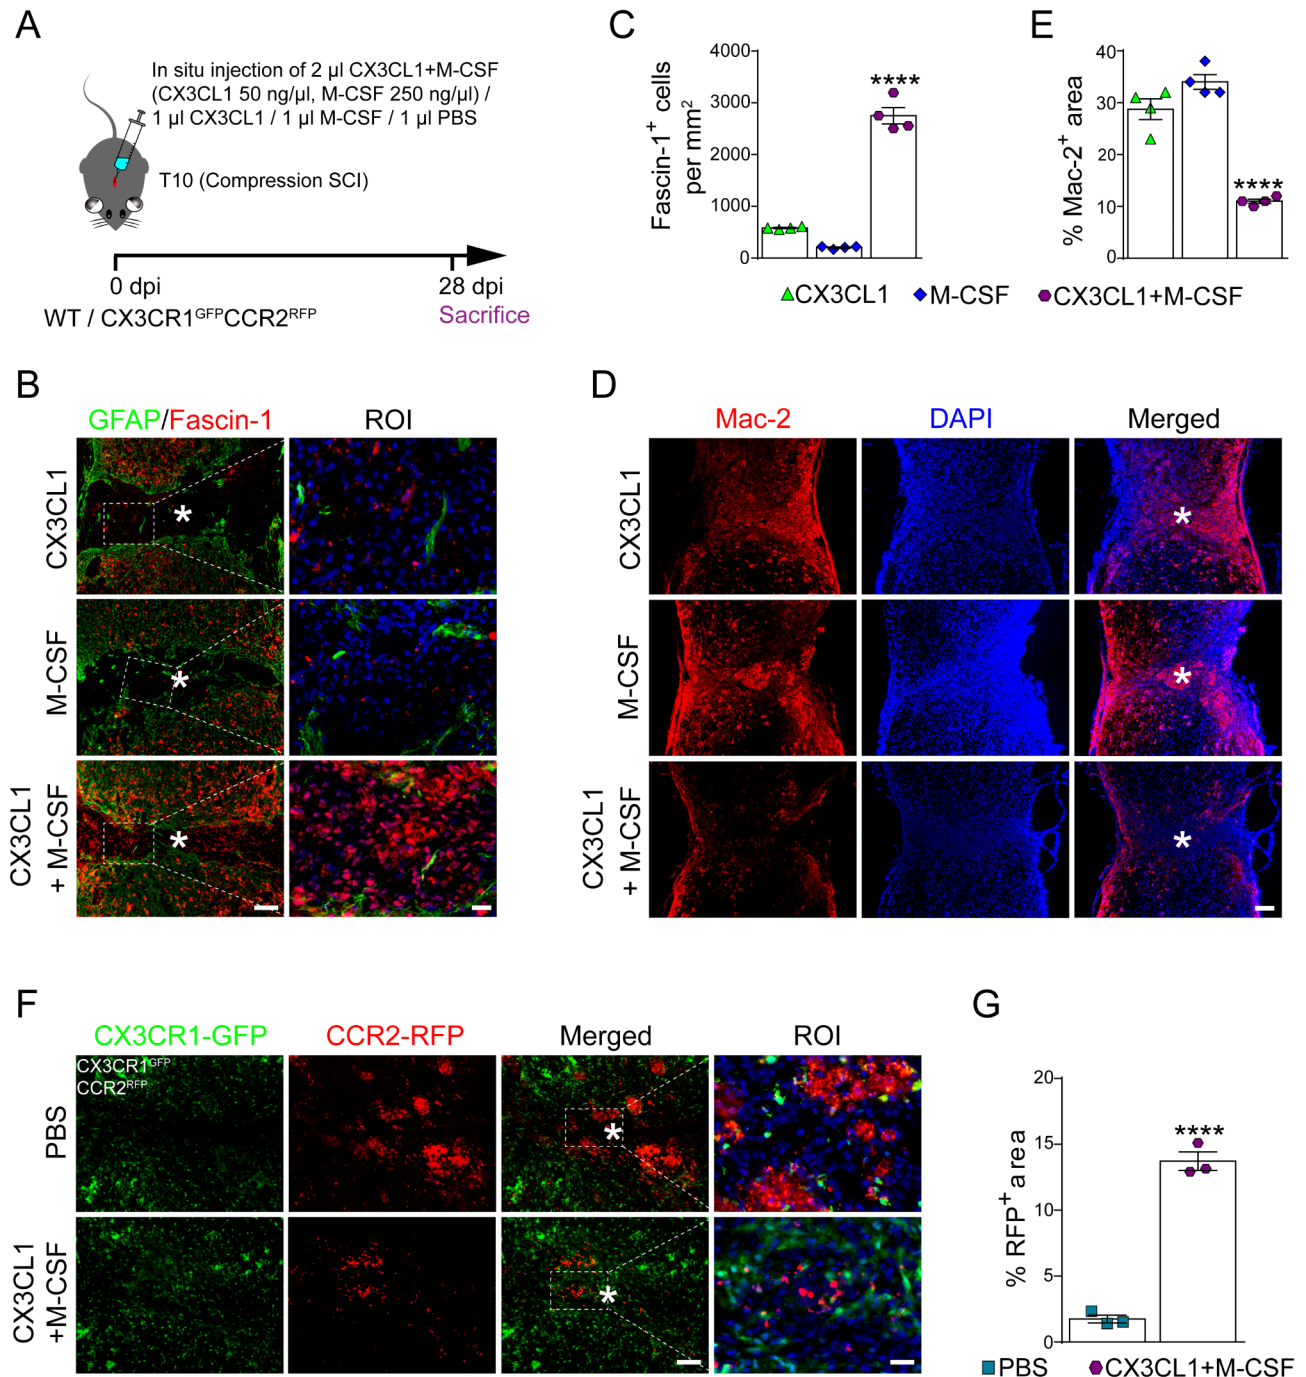 A
In situ injection of 2 µl CX3CL1+M-CSF
(CX3CL1 50 ng/µl, M-CSF 250 ng/µl) /
1 µl CX3CL1 / 1 µl M-CSF / 1 µl PBS
T10 (Compression SCI)
0 dpi
28 dpi
WT / CX3CR1GFPCCR2RFP
Sacrifice
C
Fascin-1+ cells
per mm2
4000
3000
2000
1000
0
****
E
% Mac-2+ area
40
30
20
10
0
****
CX3CL1
M-CSF
CX3CL1+M-CSF
B
GFAP/Fascin-1
ROI
CX3CL1
*
M-CSF
*
CX3CL1
+ M-CSF
*
D
Mac-2
DAPI
Merged
CX3CL1
*
M-CSF
*
CX3CL1
+ M-CSF
*
F
CX3CR1-GFP
CCR2-RFP
Merged
ROI
CX3CR1GFP
CCR2RFP
PBS
*
CX3CL1
+M-CSF
*
G
% RFP+ area
20
15
10
5
0
****
PBS
CX3CL1+M-CSF